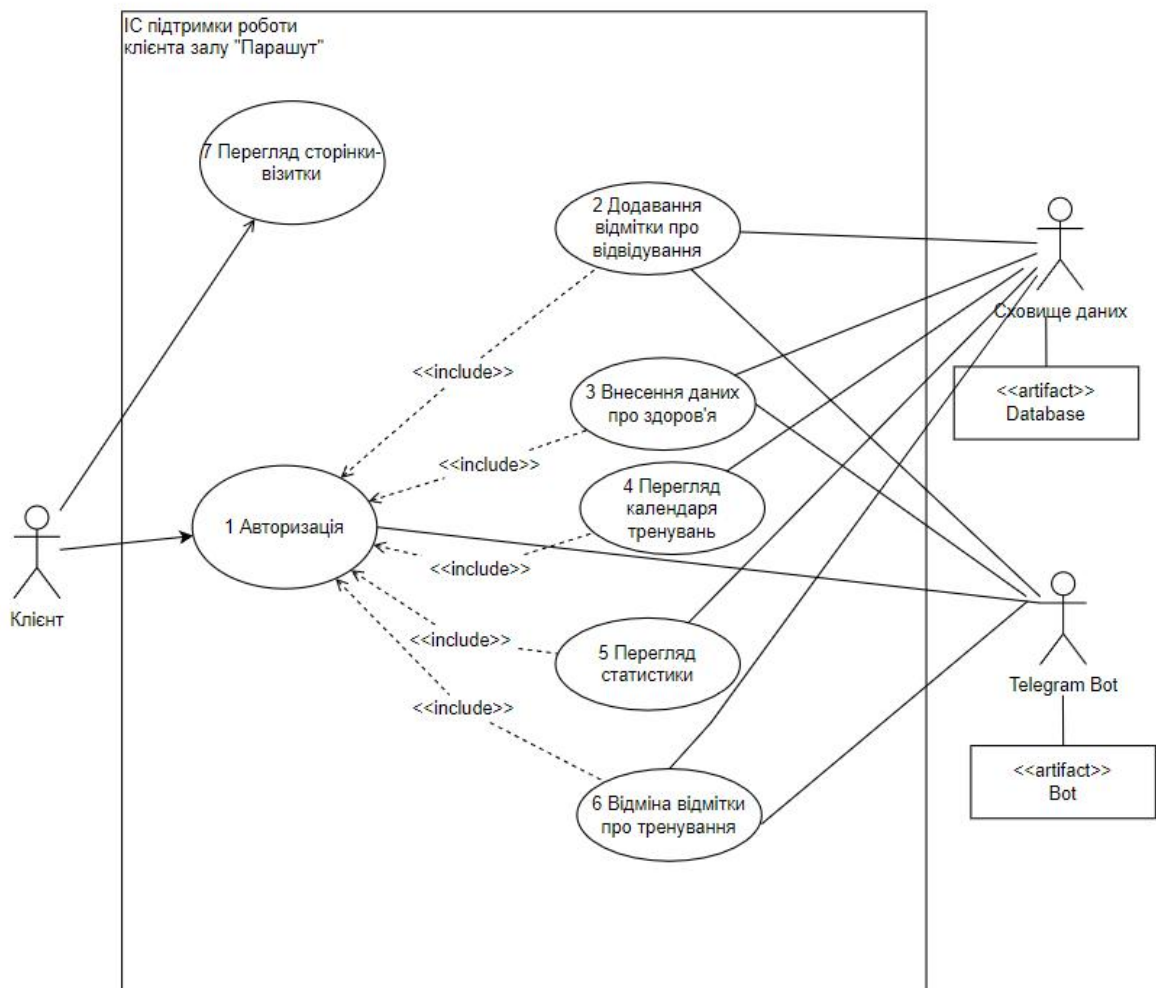 ІС підтримки роботи
клієнта залу "Парашут"
7 Перегляд сторінки-
візитки
2 Додавання
відмітки про
відвідування
Сховище даних
<<include>>
<<artifact>>
Database
3 Внесення даних
про здоров'я
<<include>>
4 Перегляд
календаря
тренувань
1 Авторизація
<<include>>
Клієнт
<<include>>
5 Перегляд
статистики
Telegram Bot
<<include>>
<<artifact>>
Bot
6 Відміна відмітки
про тренування